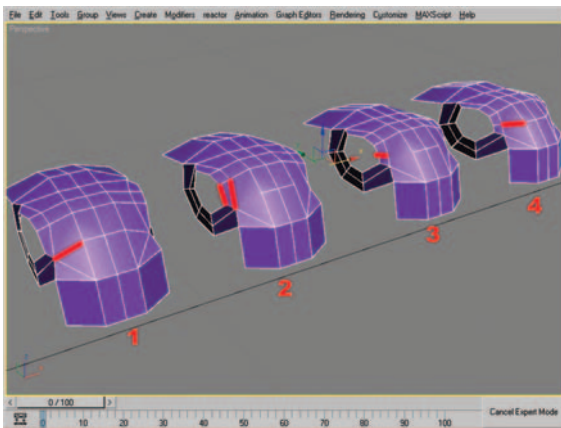 File Edit Tools Group Views Create Modifiers reactor Animation Graph Editors Rendering Customize MAXScript Help
Perspective
1
2
3
4
< 0 / 100 >
0 10 20 30 40 50 60 70 80 90 100
Cancel Expert Mode